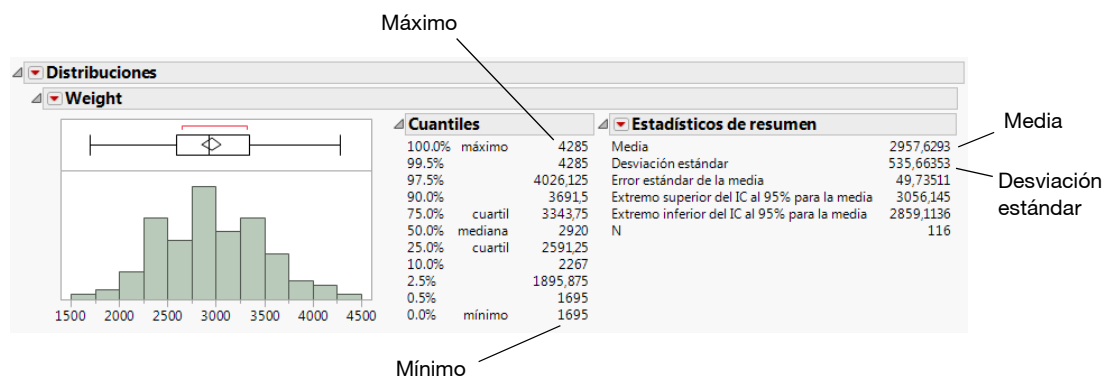 Máximo
Distribuciones
Weight
1500 2000 2500 3000 3500 4000 4500
Cuantiles
100.0% máximo 4285
99.5% 4285
97.5% 4026,125
90.0% 3691,5
75.0% cuartil 3343,75
50.0% mediana 2920
25.0% cuartil 2591,25
10.0% 2267
2.5% 1895,875
0.5% 1695
0.0% mínimo 1695
Estadísticos de resumen
Media 2957,6293
Desviación estándar 535,66353
Error estándar de la media 49,73511
Extremo superior del IC al 95% para la media 3056,145
Extremo inferior del IC al 95% para la media 2859,1136
N 116
Media
Desviación
estándar
Mínimo